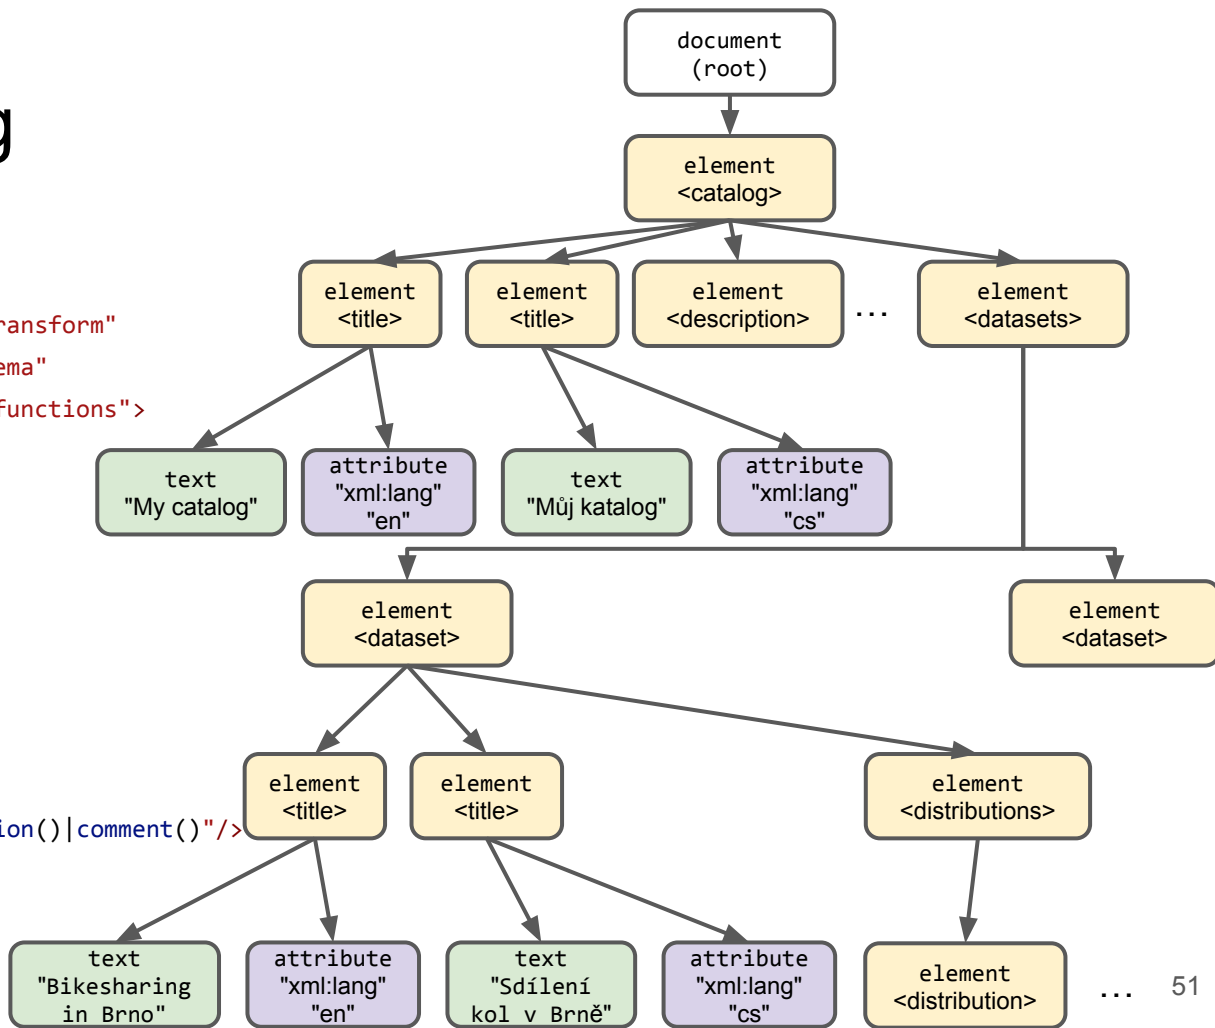 g
document
(root)
element
<catalog>
element
<title>
element
<title>
element
<description>
...
element
<datasets>
ransform"
ema"
functions">
text
"My catalog"
attribute
"xml:lang"
"en"
text
"Můj katalog"
attribute
"xml:lang"
"cs"
element
<dataset>
element
<dataset>
element
<title>
element
<title>
element
<distributions>
ion()|comment()"/>
text
"Bikesharing
in Brno"
attribute
"xml:lang"
"en"
text
"Sdílení
kol v Brně"
attribute
"xml:lang"
"cs"
element
<distribution>
...
51